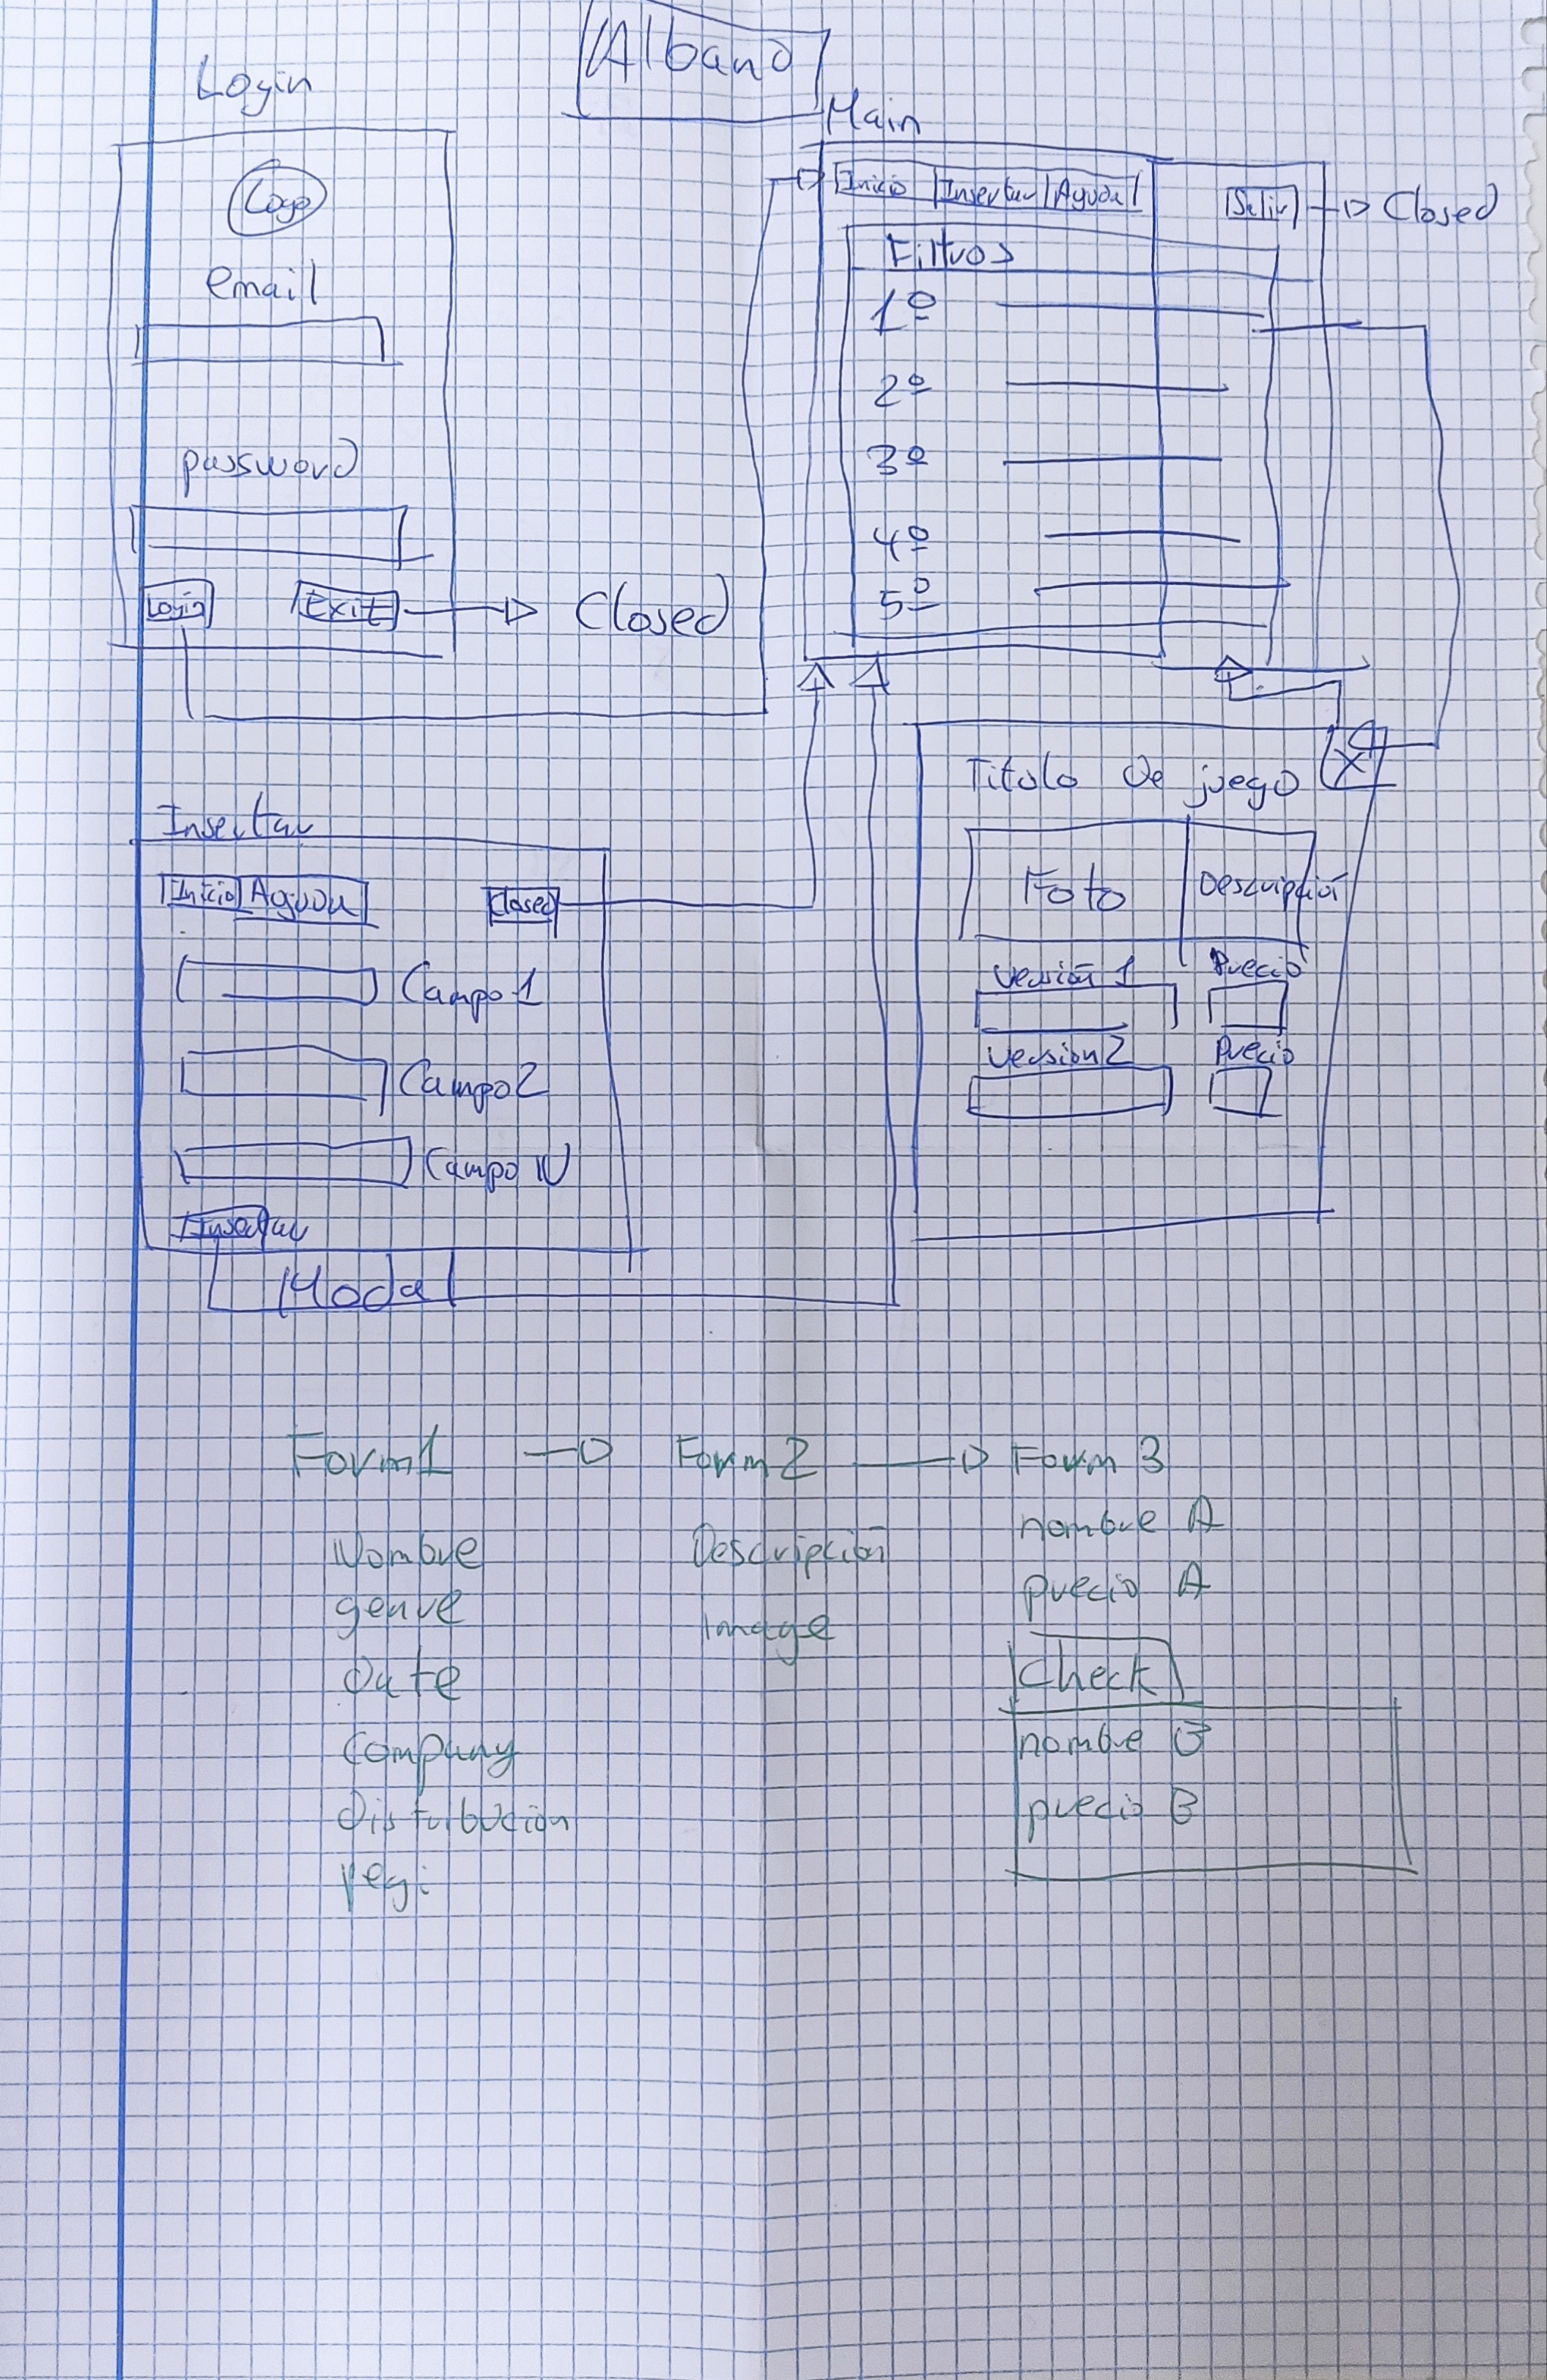 Albano
Login
Logo
email
password
Login Exit Closed
Main
Inicio Insertar Ayuda Salir Closed
Filtros
1º
2º
3º
4º
5º
Insertar
Inicio Ayuda Closed
Campo 1
Campo 2
Campo N
Insertar
Modal
Titulo De juego X
Foto Descripción
Versión 1 Precio
Version 2 Precio
Form 1 Form 2 Form 3
Nombre
genre
Date
Company
Distribución
pegi
Descripción
Image
nombre A
precio A
Check
nombre B
precio B